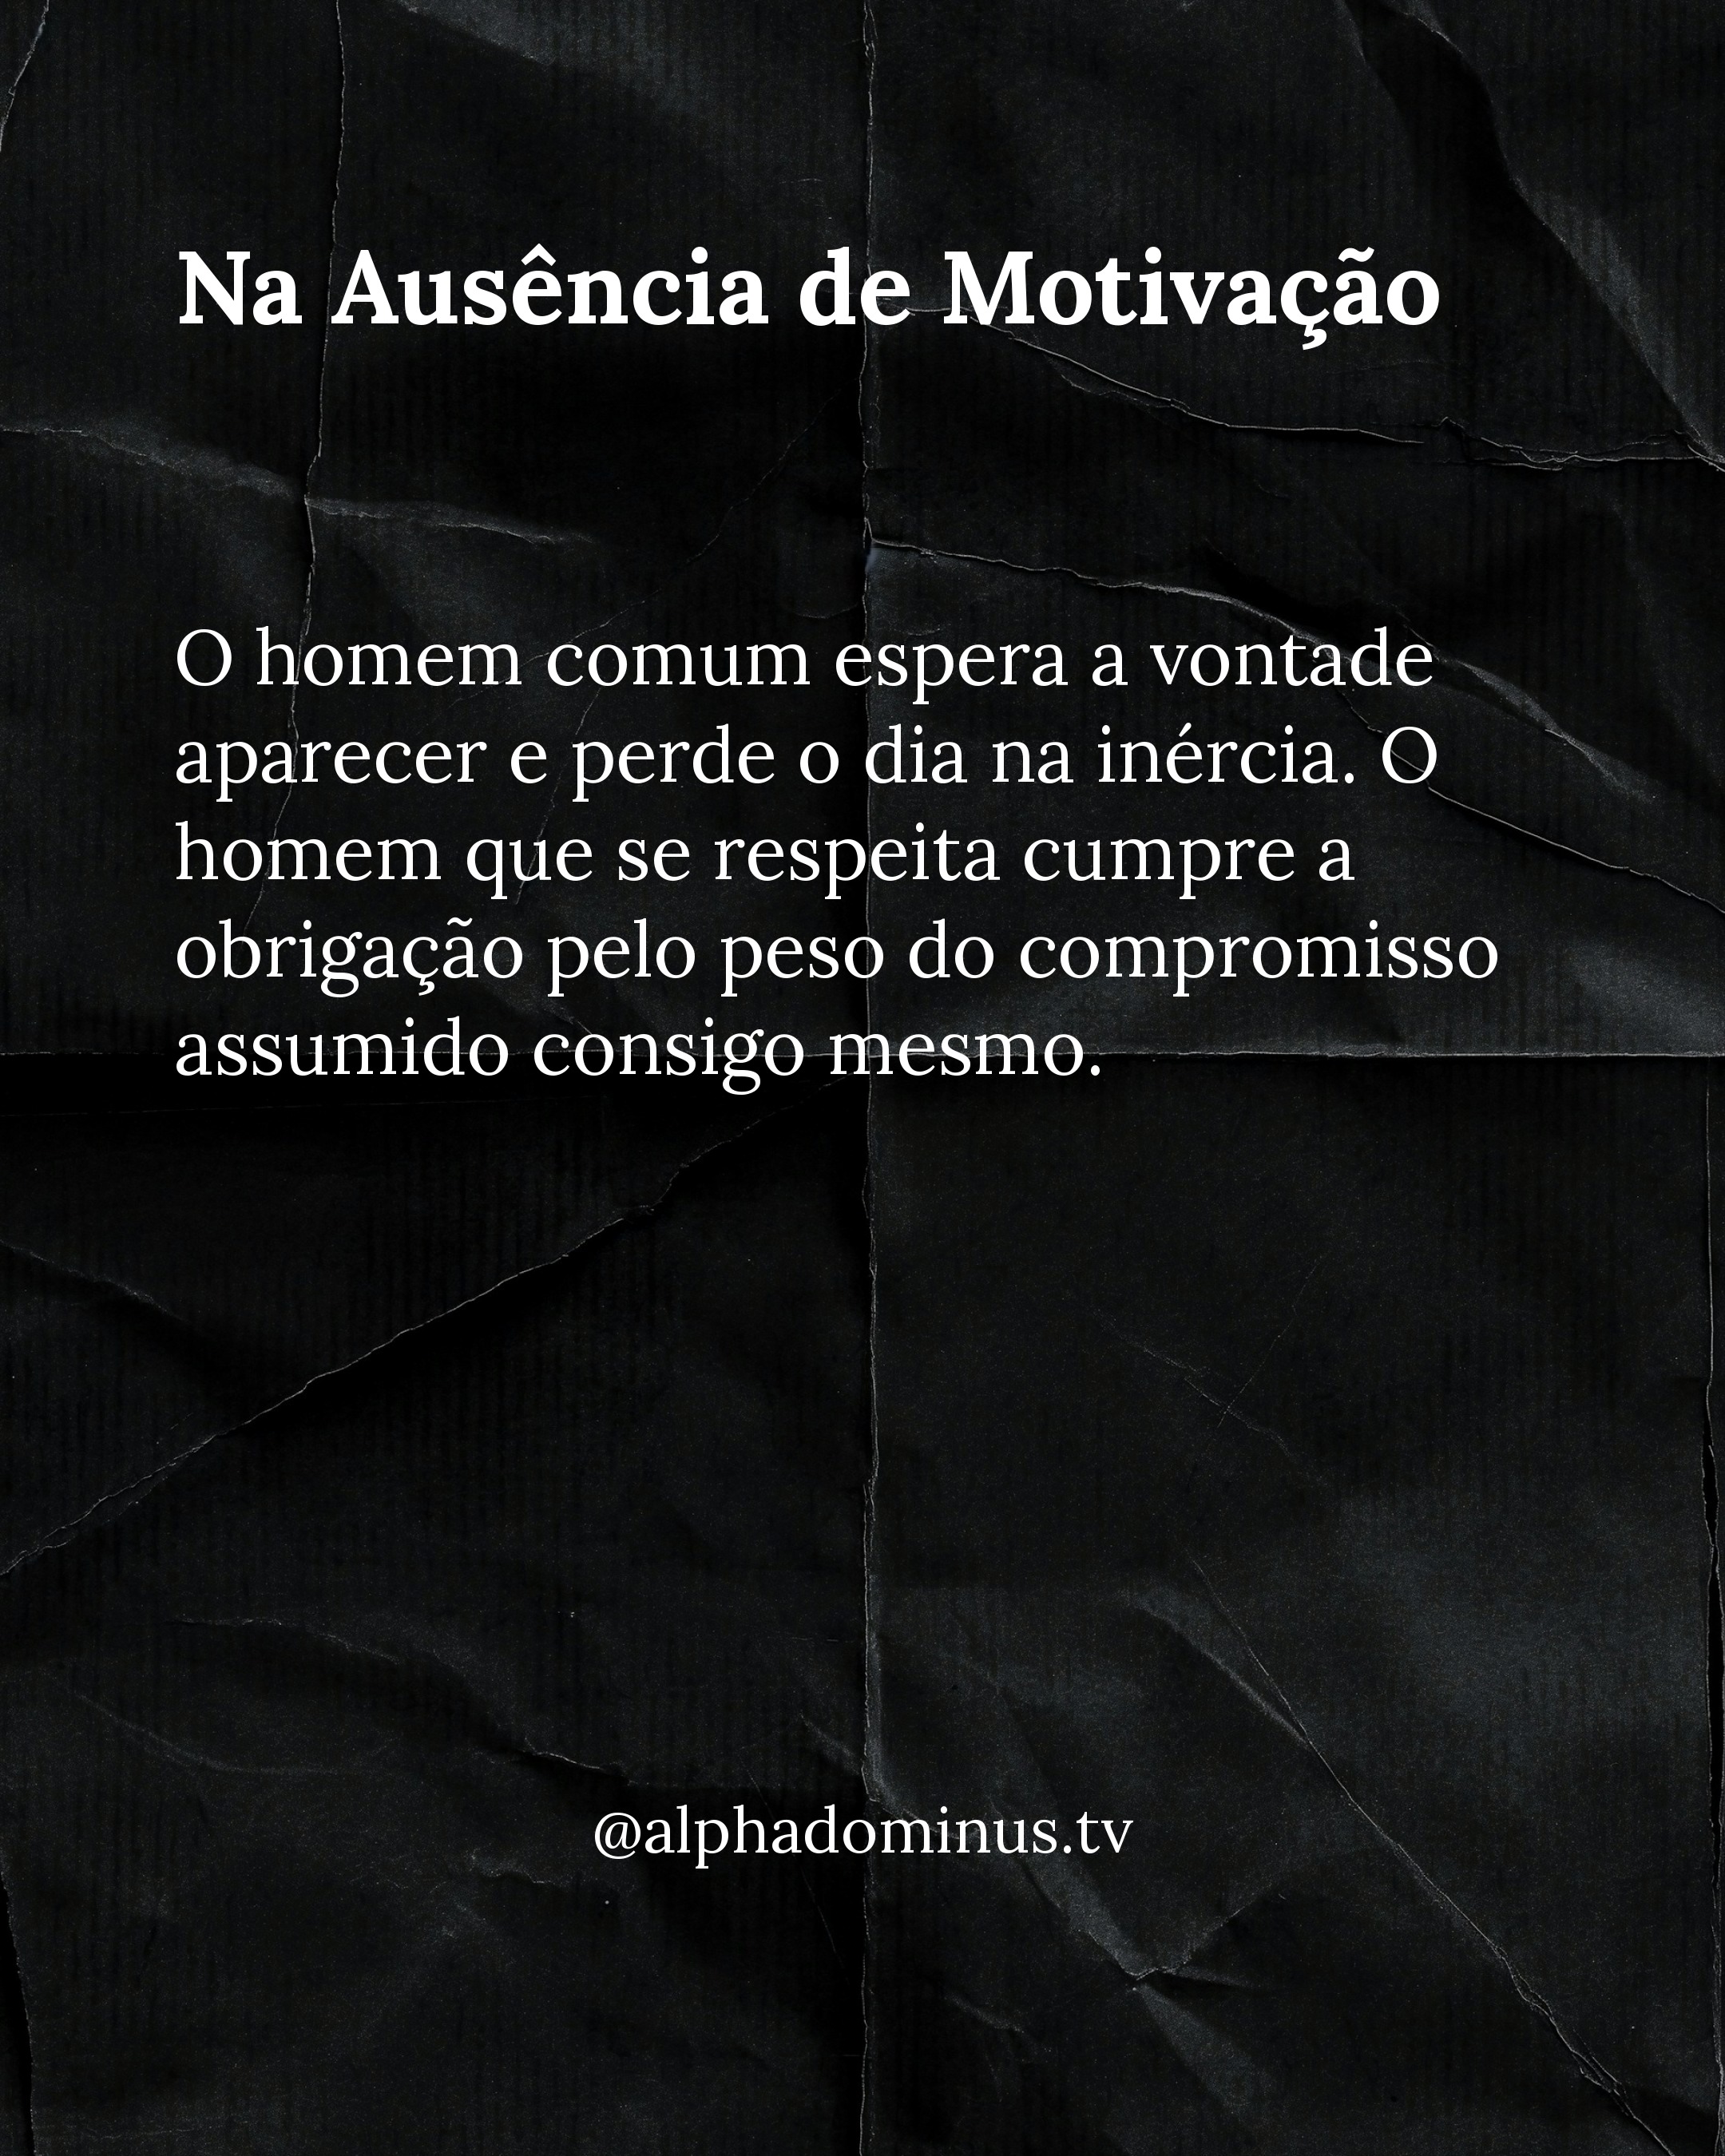 Na Ausência de Motivação
O homem comum espera a vontade
aparecer e perde o dia na inércia. O
homem que se respeita cumpre a
obrigação pelo peso do compromisso
assumido consigo mesmo.
@alphadominus.tv